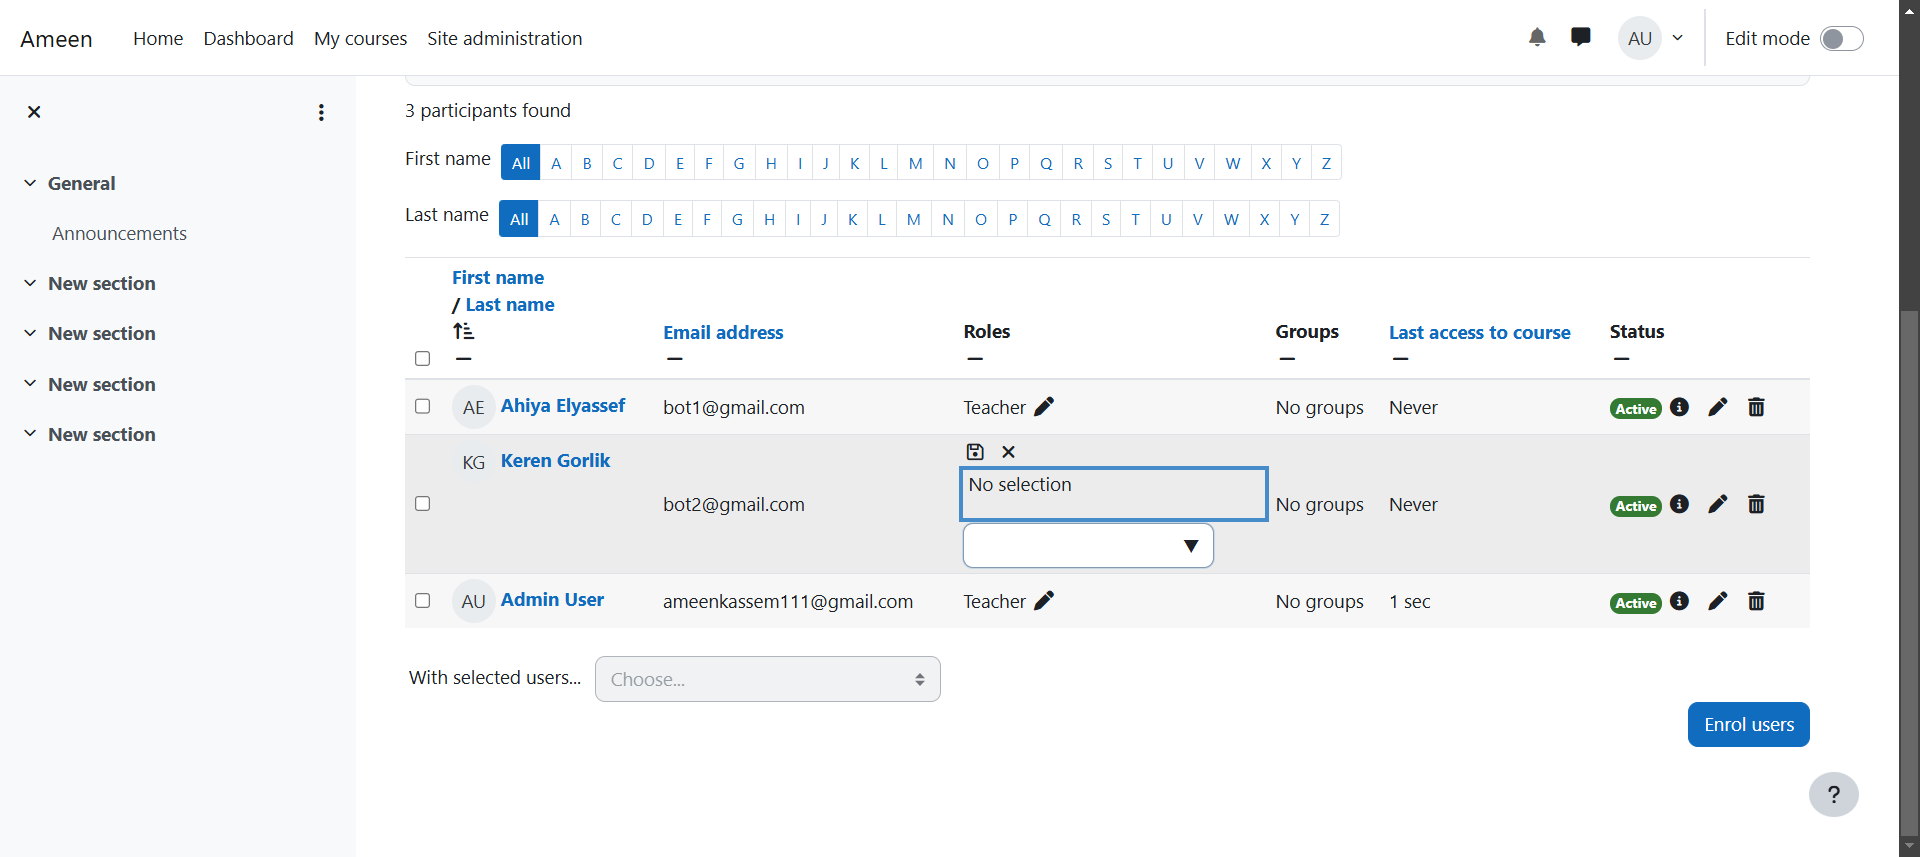 Ameen Home Dashboard My courses Site administration AU Edit mode
3 participants found
General
Announcements
New section
New section
New section
New section
First name All A B C D E F G H I J K L M N O P Q R S T U V W X Y Z
Last name All A B C D E F G H I J K L M N O P Q R S T U V W X Y Z
First name
/ Last name
Email address Roles Groups Last access to course Status
AE Ahiya Elyassef bot1@gmail.com Teacher No groups Never Active
KG Keren Gorlik
No selection
bot2@gmail.com No groups Never Active
AU Admin User ameenkassem111@gmail.com Teacher No groups 1 sec Active
With selected users... Choose...
Enrol users
?